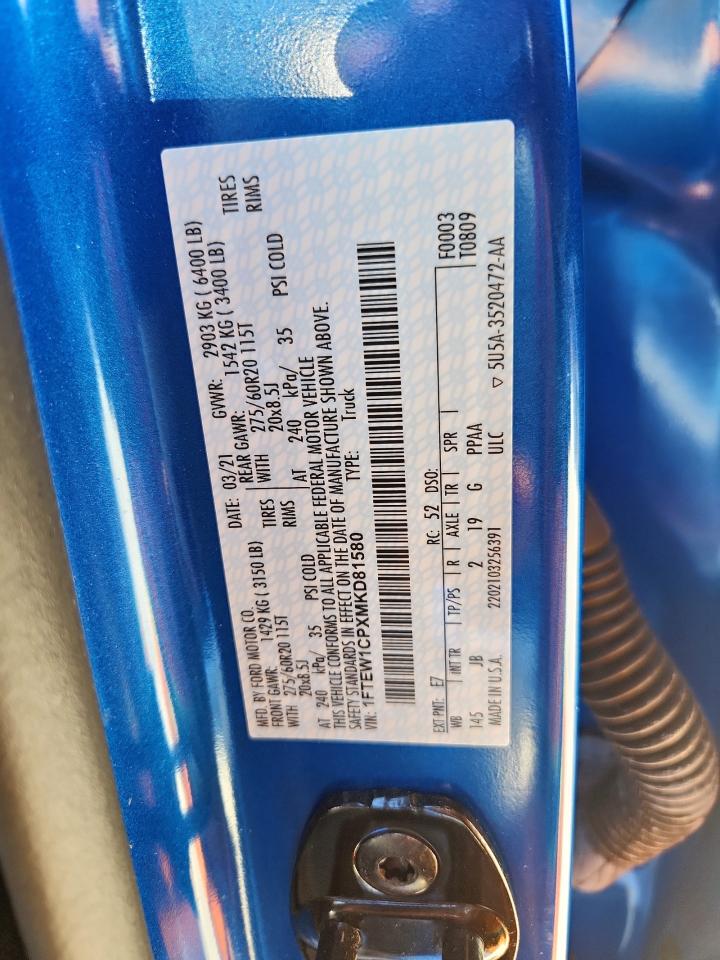 MFD. BY FORD MOTOR CO. DATE: 03/21 GVWR: 2903 KG ( 6400 LB)
FRONT GAWR: 1429 KG ( 3150 LB) REAR GAWR: 1542 KG ( 3400 LB)
WITH 275/60R20 115T TIRES WITH 275/60R20 115T TIRES
20x8.5J RIMS 20x8.5J RIMS
AT 240 kPa/ 35 PSI COLD AT 240 kPa/ 35 PSI COLD
THIS VEHICLE CONFORMS TO ALL APPLICABLE FEDERAL MOTOR VEHICLE
SAFETY STANDARDS IN EFFECT ON THE DATE OF MANUFACTURE SHOWN ABOVE.
VIN: 1FTEW1CPXMKD81580 TYPE: Truck
EXT PNT: E7 RC: 52 DSO: F0003
WB INT TR TP/PS R AXLE TR SPR T0809
145 JB 2 19 G PPAA
MADE IN U.S.A. 2202103256391 ULC ▽ 5U5A-3520472-AA